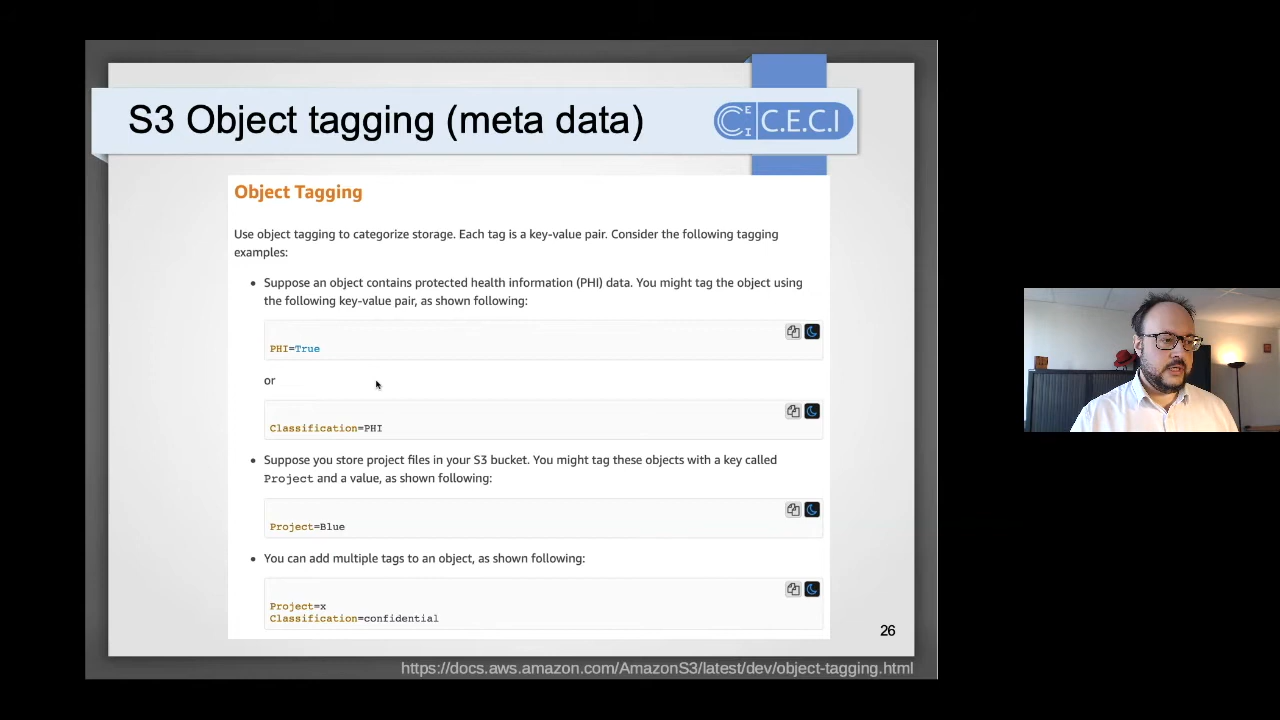 S3 Object tagging (meta data)
C E I C.E.C.I
Object Tagging
Use object tagging to categorize storage. Each tag is a key-value pair. Consider the following tagging
examples:
• Suppose an object contains protected health information (PHI) data. You might tag the object using
the following key-value pair, as shown following:
PHI=True
or
Classification=PHI
• Suppose you store project files in your S3 bucket. You might tag these objects with a key called
Project and a value, as shown following:
Project=Blue
• You can add multiple tags to an object, as shown following:
Project=x
Classification=confidential
26
https://docs.aws.amazon.com/AmazonS3/latest/dev/object-tagging.html